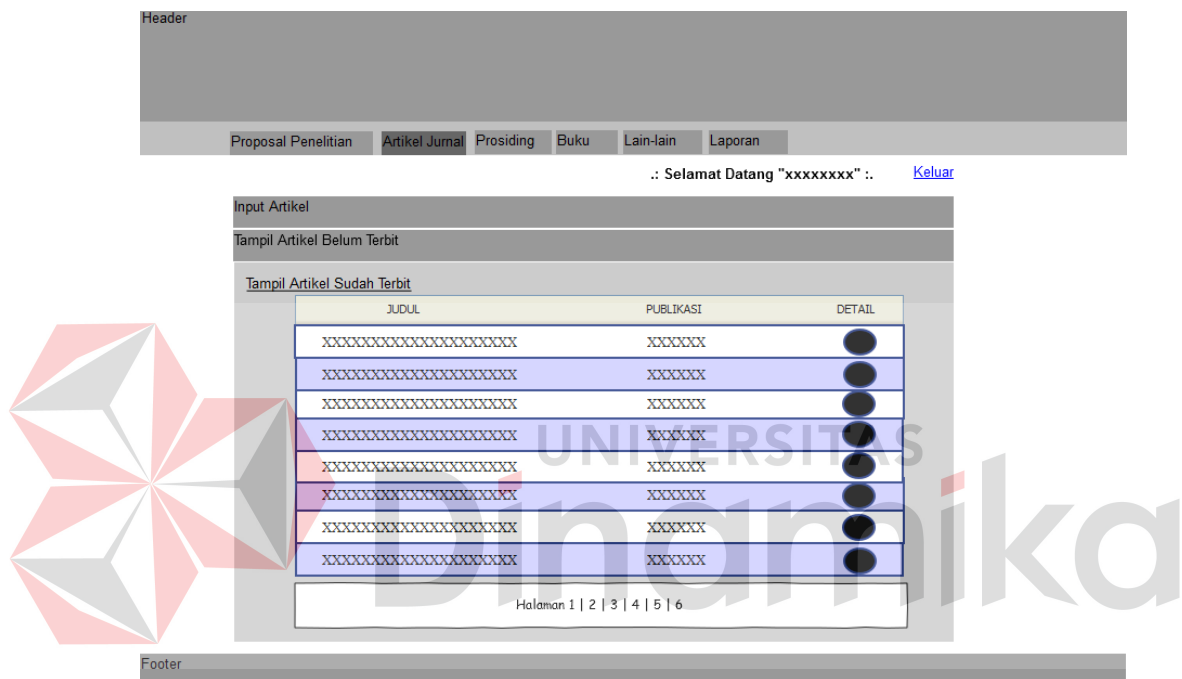 Header
Proposal Penelitian Artikel Jurnal Prosiding Buku Lain-lain Laporan
.: Selamat Datang "xxxxxxxx" :. Keluar
Input Artikel
Tampil Artikel Belum Terbit
Tampil Artikel Sudah Terbit
JUDUL PUBLIKASI DETAIL
XXXXXXXXXXXXXXXXXXXX XXXXXX
XXXXXXXXXXXXXXXXXXXX XXXXXX
XXXXXXXXXXXXXXXXXXXX XXXXXX
XXXXXXXXXXXXXXXXXXXX XXXXXX
UNIVERSITAS
XXXXXXXXXXXXXXXXXXXX XXXXXX
XXXXXXXXXXXXXXXXXXXX XXXXXX
Dinamika
XXXXXXXXXXXXXXXXXXXX XXXXXX
XXXXXXXXXXXXXXXXXXXX XXXXXX
Halaman 1 | 2 | 3 | 4 | 5 | 6
Footer